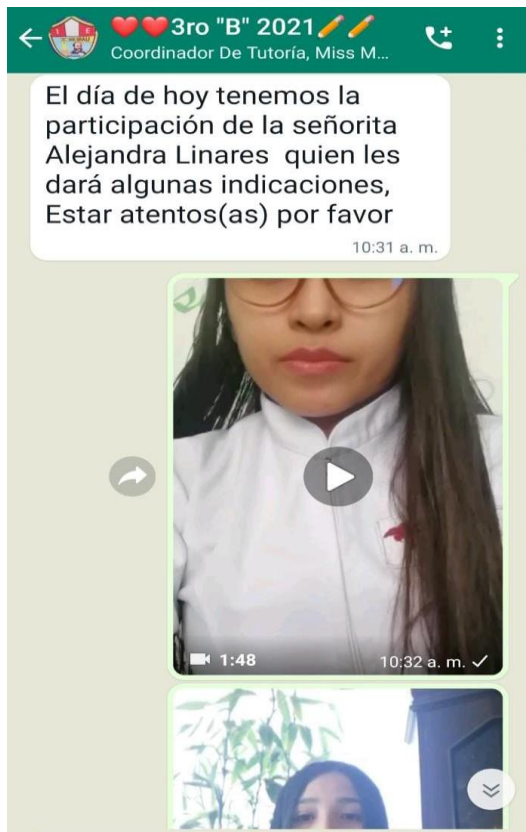 3ro "B" 2021
Coordinador De Tutoría, Miss M...
El día de hoy tenemos la
participación de la señorita
Alejandra Linares quien les
dará algunas indicaciones,
Estar atentos(as) por favor
10:31 a. m.
1:48
10:32 a. m.